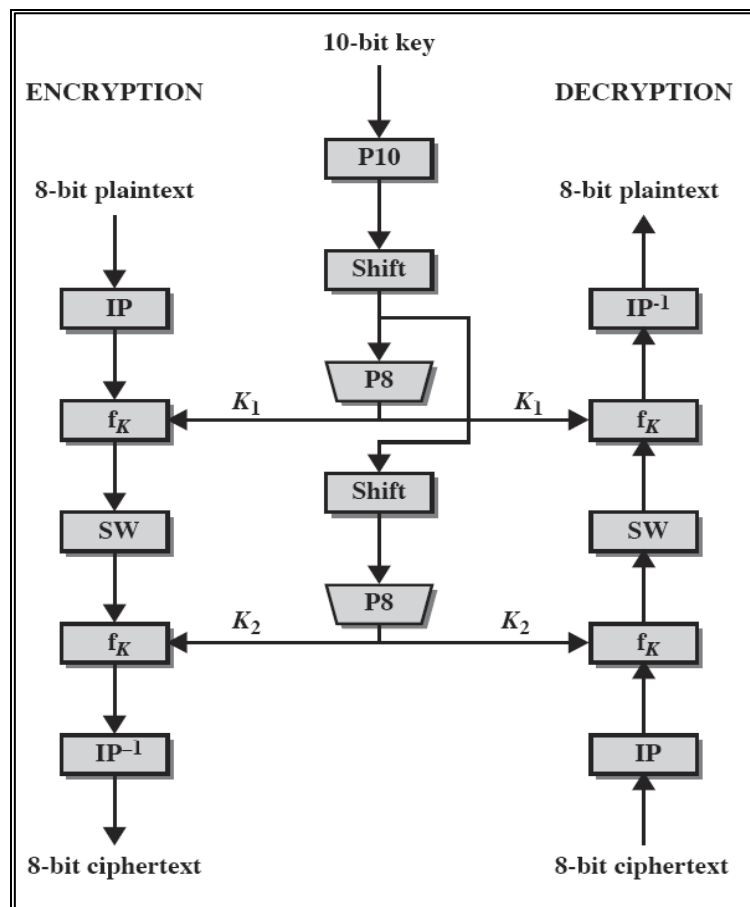 10-bit key
ENCRYPTION
DECRYPTION
P10
8-bit plaintext
8-bit plaintext
Shift
IP
IP-1
P8
K1
K1
fK
fK
Shift
SW
SW
P8
K2
K2
fK
fK
IP–1
IP
8-bit ciphertext
8-bit ciphertext